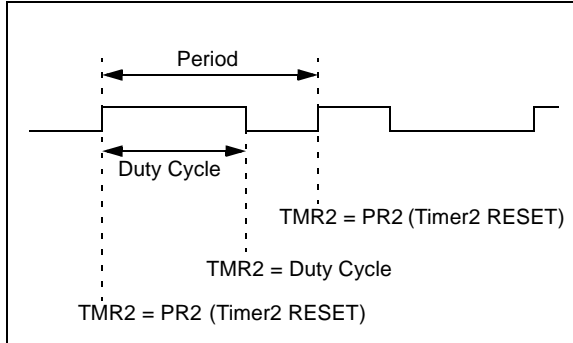 Period
Duty Cycle
TMR2 = PR2 (Timer2 RESET)
TMR2 = Duty Cycle
TMR2 = PR2 (Timer2 RESET)